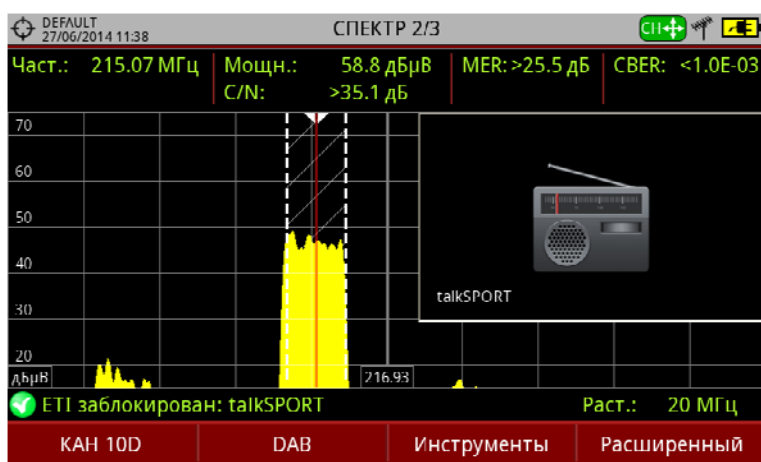 DEFAULT
27/06/2014 11:38
СПЕКТР 2/3
CH
Част.: 215.07 МГц
Мощн.: 58.8 дБµВ
MER: >25.5 дБ
CBER: <1.0E-03
C/N: >35.1 дБ
70
60
50
40
30
20
дБµВ
216.93
talkSPORT
ETI заблокирован: talkSPORT
Раст.: 20 МГц
КАН 10D
DAB
Инструменты
Расширенный